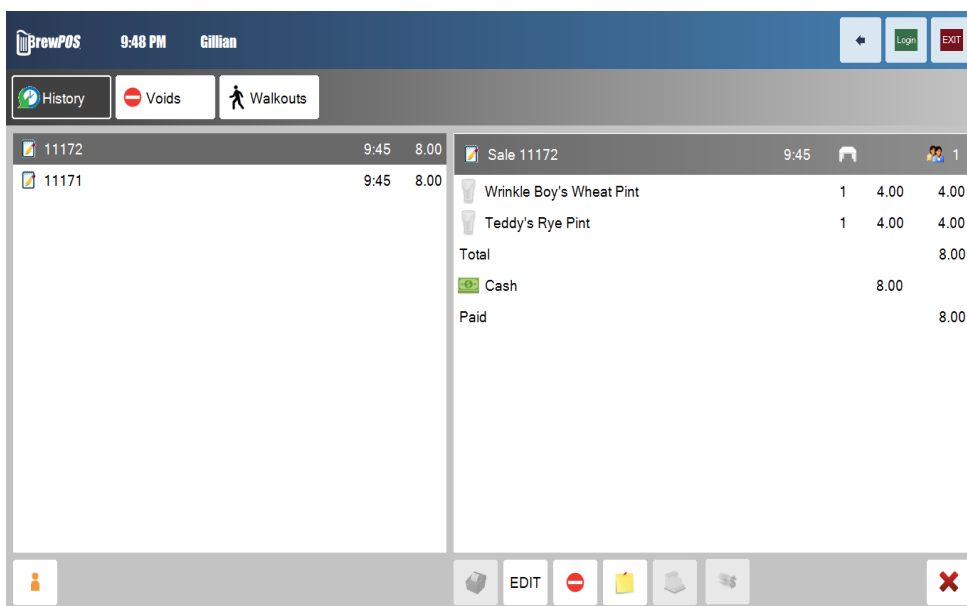 BrewPOS 9:48 PM Gillian Login EXIT
History Voids Walkouts
11172 9:45 8.00
11171 9:45 8.00
Sale 11172 9:45 1
Wrinkle Boy's Wheat Pint 1 4.00 4.00
Teddy's Rye Pint 1 4.00 4.00
Total 8.00
Cash 8.00
Paid 8.00
EDIT